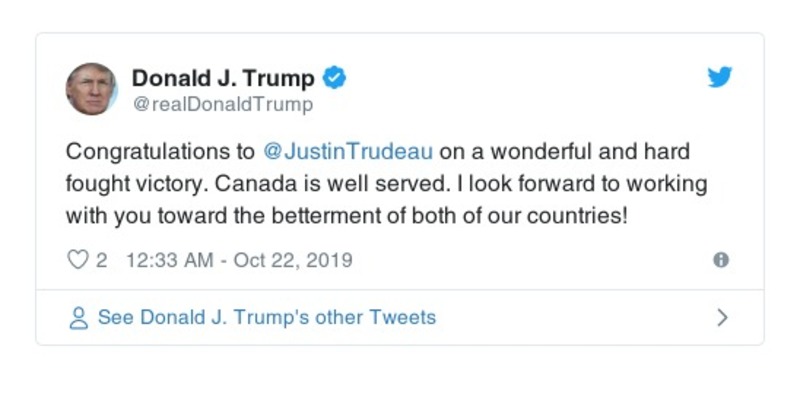 Donald J. Trump
@realDonaldTrump
Congratulations to @JustinTrudeau on a wonderful and hard
fought victory. Canada is well served. I look forward to working
with you toward the betterment of both of our countries!
2 12:33 AM - Oct 22, 2019
See Donald J. Trump's other Tweets